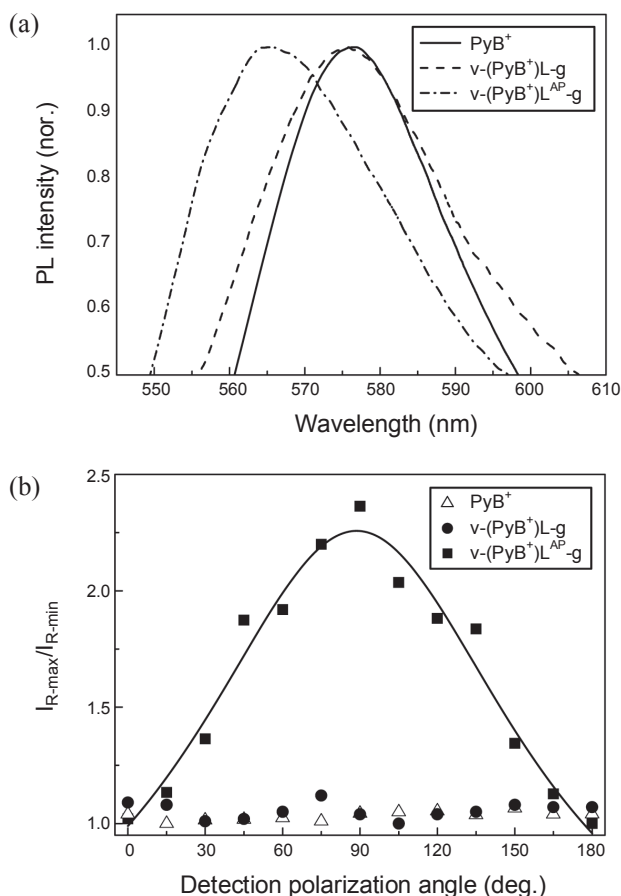 (a)
PL intensity (nor.)
1.0
0.9
0.8
0.7
0.6
0.5
PyB+
v-(PyB+)L-g
v-(PyB+)LAP-g
550 560 570 580 590 600 610
Wavelength (nm)
(b)
IR-max/IR-min
2.5
2.0
1.5
1.0
PyB+
v-(PyB+)L-g
v-(PyB+)LAP-g
0 30 60 90 120 150 180
Detection polarization angle (deg.)